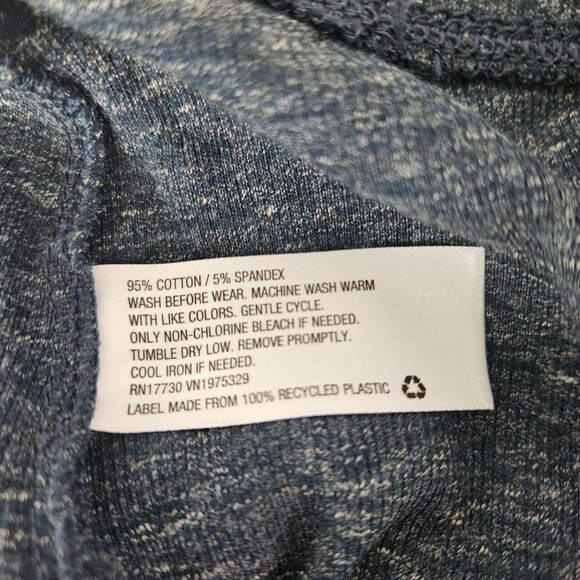 95% COTTON / 5% SPANDEX
WASH BEFORE WEAR. MACHINE WASH WARM
WITH LIKE COLORS. GENTLE CYCLE.
ONLY NON-CHLORINE BLEACH IF NEEDED.
TUMBLE DRY LOW. REMOVE PROMPTLY.
COOL IRON IF NEEDED.
RN17730 VN1975329
LABEL MADE FROM 100% RECYCLED PLASTIC